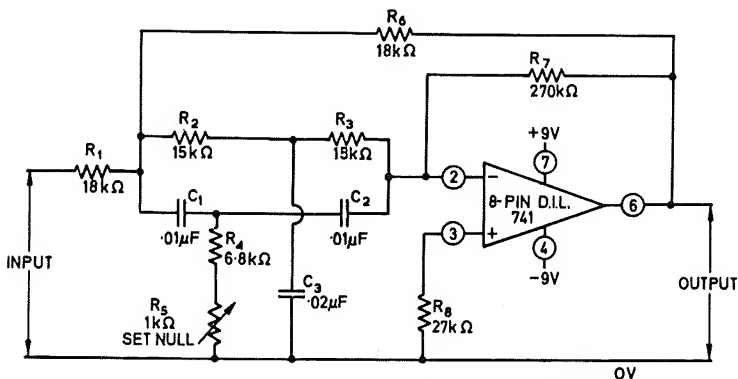 R6
18kΩ
R7
270kΩ
R2
15kΩ
R3
15kΩ
+9V
R1
18kΩ
7
2
−
8-PIN D.I.L.
741
6
C1
.01μF
C2
.01μF
3
+
4
-9V
INPUT
R4
6.8kΩ
C3
.02μF
OUTPUT
R5
1kΩ
SET NULL
R8
27kΩ
0V